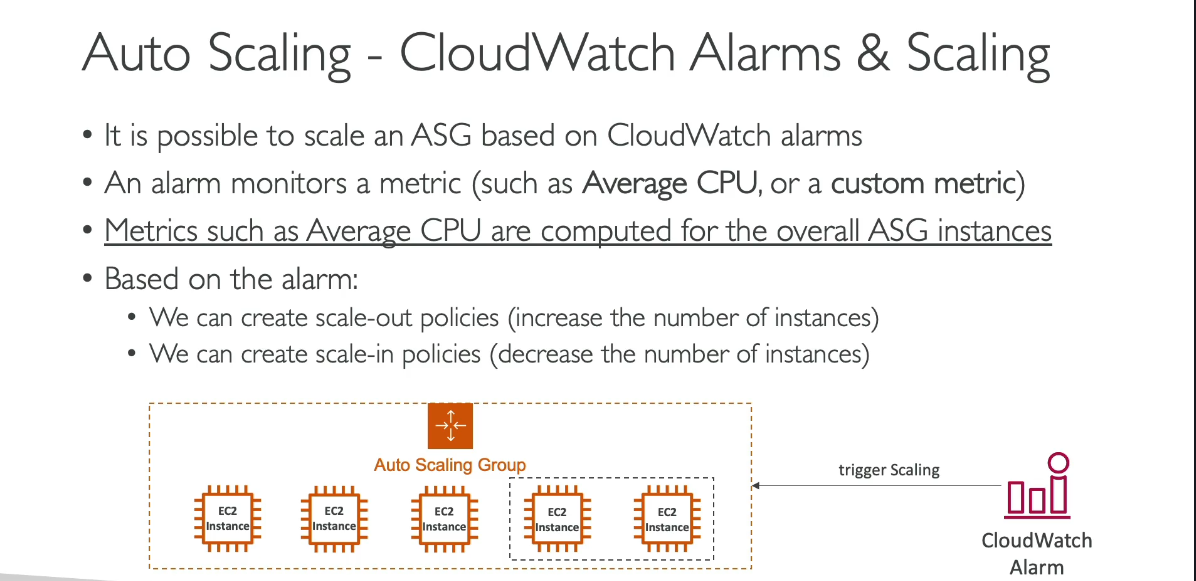 Auto Scaling - CloudWatch Alarms & Scaling
• It is possible to scale an ASG based on CloudWatch alarms
• An alarm monitors a metric (such as Average CPU, or a custom metric)
• Metrics such as Average CPU are computed for the overall ASG instances
• Based on the alarm:
• We can create scale-out policies (increase the number of instances)
• We can create scale-in policies (decrease the number of instances)
Auto Scaling Group
trigger Scaling
EC2
Instance
EC2
Instance
EC2
Instance
EC2
Instance
EC2
Instance
CloudWatch
Alarm